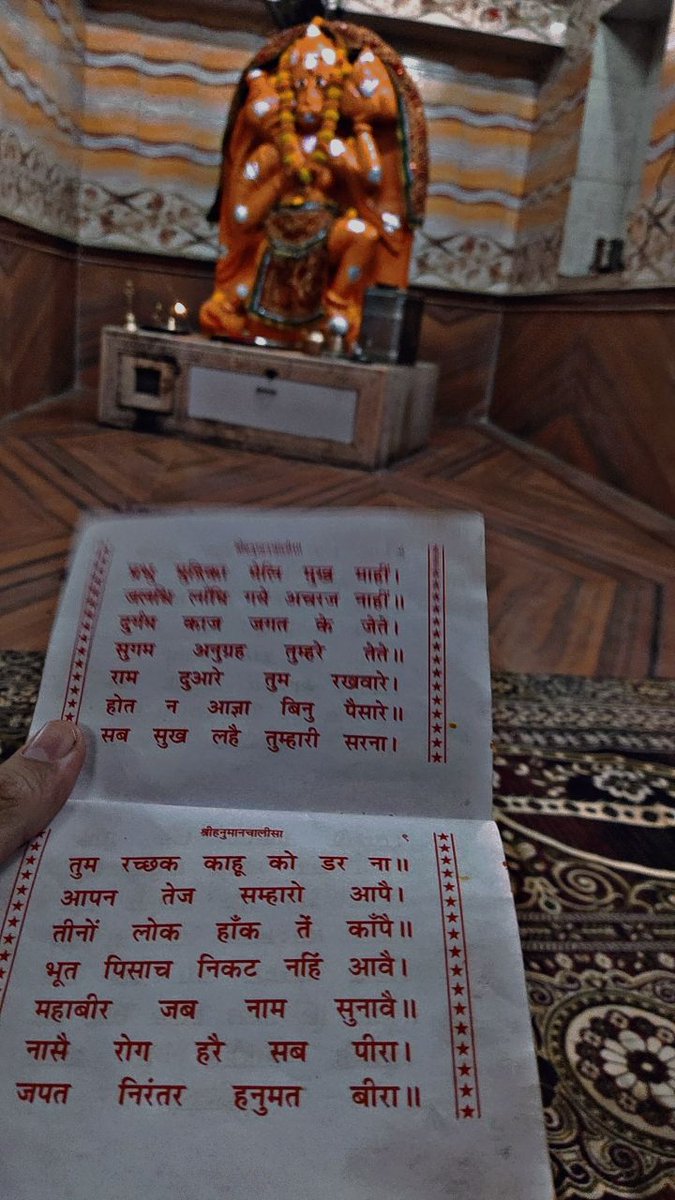 श्रीहनुमानचालीसा
प्रभु मुद्रिका मेलि मुख माहीं।
जलधि लाँघि गये अचरज नाहीं॥
दुर्गम काज जगत के जेते।
सुगम अनुग्रह तुम्हरे तेते॥
राम दुआरे तुम रखवारे।
होत न आज्ञा बिनु पैसारे॥
सब सुख लहै तुम्हारी सरना।
श्रीहनुमानचालीसा ९
तुम रच्छक काहू को डर ना॥
आपन तेज सम्हारो आपै।
तीनों लोक हाँक तें काँपै॥
भूत पिसाच निकट नहिं आवै।
महाबीर जब नाम सुनावै॥
नासै रोग हरै सब पीरा।
जपत निरंतर हनुमत बीरा॥